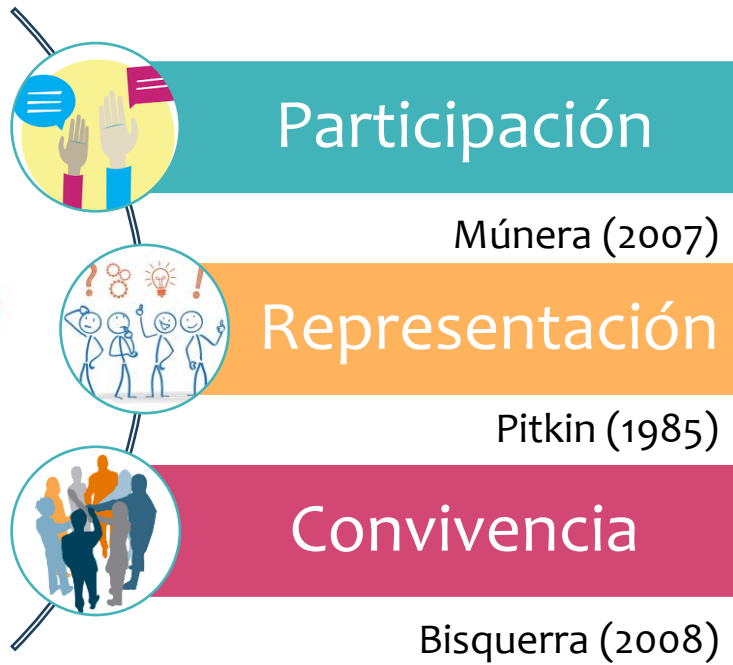 Participación
Múnera (2007)
Representación
Pitkin (1985)
Convivencia
Bisquerra (2008)